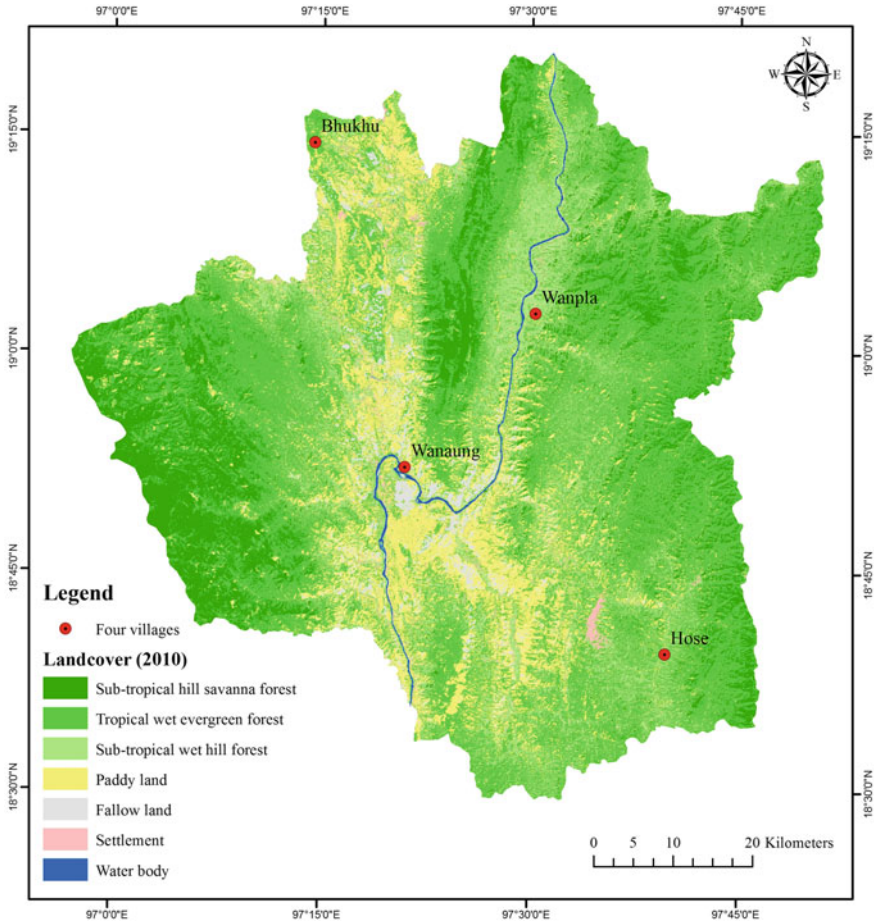 97°0'0"E 97°15'0"E 97°30'0"E 97°45'0"E
N
W E
S
19°15'0"N 19°15'0"N
Bhukhu
Wanpla
19°0'0"N 19°0'0"N
Wanaung
18°45'0"N 18°45'0"N
Hose
Legend
Four villages
Landcover (2010)
Sub-tropical hill savanna forest
Tropical wet evergreen forest
Sub-tropical wet hill forest
Paddy land
Fallow land
Settlement
Water body
18°30'0"N 18°30'0"N
0 5 10 20 Kilometers
97°0'0"E 97°15'0"E 97°30'0"E 97°45'0"E